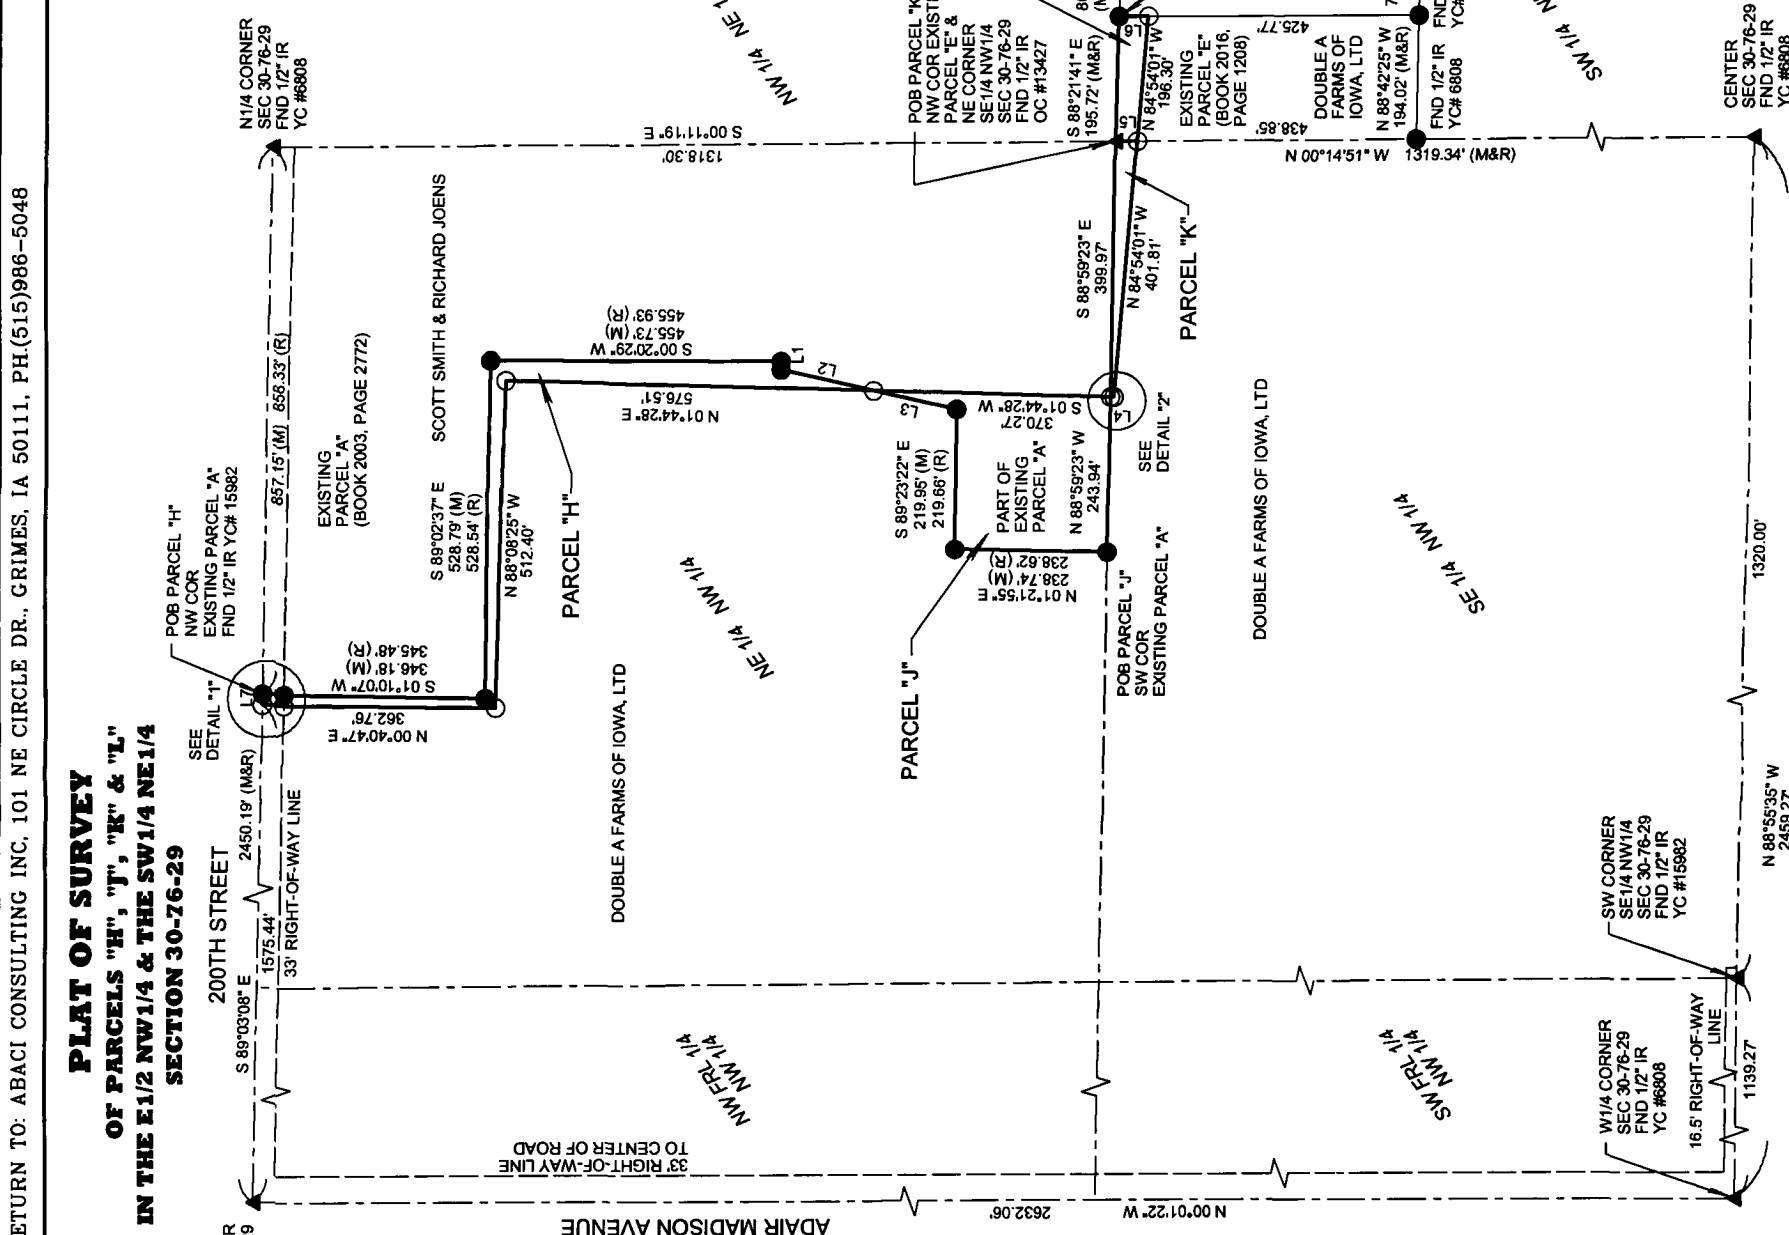 ETURN TO: ABACI CONSULTING INC, 101 NE CIRCLE DR., GRIMES, IA 50111, PH.(515)986-5048
PLAT OF SURVEY
OF PARCELS "H", "J", "K" & "L"
IN THE E1/2 NW1/4 & THE SW1/4 NE1/4
SECTION 30-76-29
200TH STREET
S 89°03'08" E
2450.19' (M&R)
1575.44'
33' RIGHT-OF-WAY LINE
SEE
DETAIL "1"
L7
POB PARCEL "H"
NW COR
EXISTING PARCEL "A"
FND 1/2" IR YC# 15982
857.15' (M) 858.33' (R)
N1/4 CORNER
SEC 30-76-29
FND 1/2" IR
YC #6808
EXISTING
PARCEL "A"
(BOOK 2003, PAGE 2772)
SCOTT SMITH & RICHARD JOENS
N 00°40'47" E
362.76'
S 01°10'07" W
346.18' (M)
345.48' (R)
S 89°02'37" E
528.79' (M)
528.54' (R)
N 88°08'25" W
512.40'
PARCEL "H"
S 00°20'29" W
455.73' (M)
455.93' (R)
N 01°44'28" E
576.51'
L1
L2
L3
S 01°44'28" W
370.27'
S 89°23'22" E
219.95' (M)
219.66' (R)
PART OF
EXISTING
PARCEL "A"
N 88°59'23" W
243.94'
N 01°21'55" E
238.74' (M)
238.62' (R)
PARCEL "J"
POB PARCEL "J"
SW COR
EXISTING PARCEL "A"
L4
SEE
DETAIL "2"
S 88°59'23" E
399.97'
N 84°54'01" W
401.81'
PARCEL "K"
S 00°11'19" E
1318.30'
POB PARCEL "K"
NW COR EXISTI
PARCEL "E" &
NE CORNER
SE1/4 NW1/4
SEC 30-76-29
FND 1/2" IR
OC #13427
S 88°21'41" E
195.72' (M&R)
L5
L6
N 84°54'01" W
196.30'
EXISTING
PARCEL "E"
(BOOK 2016,
PAGE 1208)
425.77'
438.85'
DOUBLE A
FARMS OF
IOWA, LTD
N 88°42'25" W
194.02' (M&R)
FND 1/2" IR
YC# 6808
N 00°14'51" W 1319.34' (M&R)
FND
YC#
CENTER
SEC 30-76-29
FND 1/2" IR
YC #6808
NW 1/4 NE 1
SW 1/4 N
NE 1/4 NW 1/4
SE 1/4 NW 1/4
DOUBLE A FARMS OF IOWA, LTD
DOUBLE A FARMS OF IOWA, LTD
NW FRL 1/4
NW 1/4
SW FRL 1/4
NW 1/4
33' RIGHT-OF-WAY LINE
TO CENTER OF ROAD
ADAIR MADISON AVENUE
2632.06'
N 00°01'22" W
W1/4 CORNER
SEC 30-76-29
FND 1/2" IR
YC #6808
16.5' RIGHT-OF-WAY
LINE
1139.27'
SW CORNER
SE1/4 NW1/4
SEC 30-76-29
FND 1/2" IR
YC #15982
1320.00'
N 88°55'35" W
2459.27'
R
9